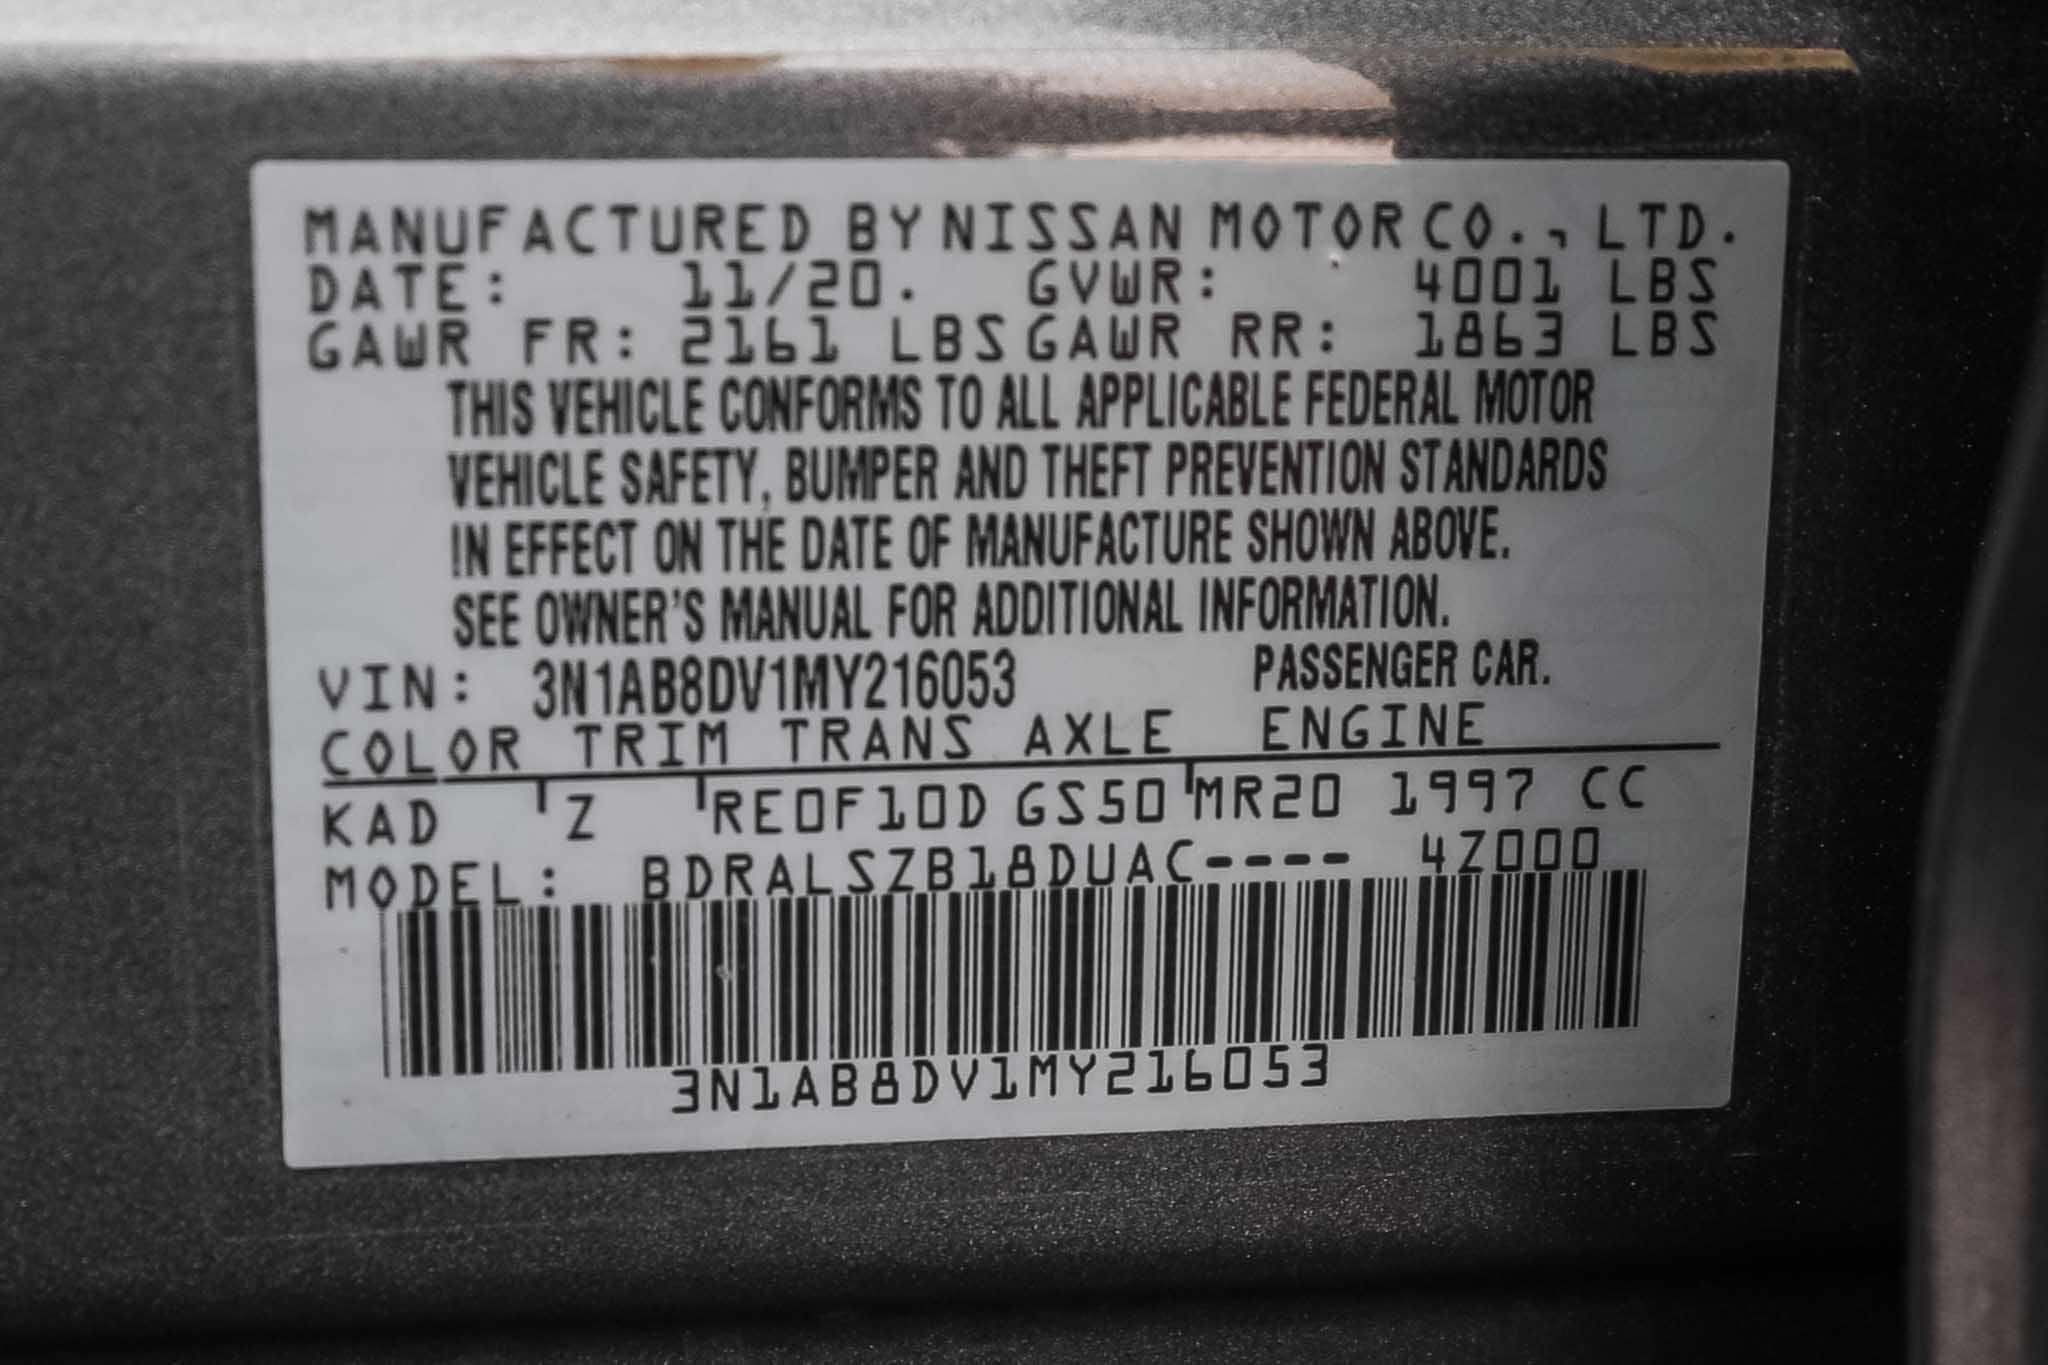 MANUFACTURED BY NISSAN MOTOR CO., LTD.
DATE: 11/20. GVWR: 4001 LBS
GAWR FR: 2161 LBS GAWR RR: 1863 LBS
THIS VEHICLE CONFORMS TO ALL APPLICABLE FEDERAL MOTOR
VEHICLE SAFETY, BUMPER AND THEFT PREVENTION STANDARDS
IN EFFECT ON THE DATE OF MANUFACTURE SHOWN ABOVE.
SEE OWNER'S MANUAL FOR ADDITIONAL INFORMATION.
VIN: 3N1AB8DV1MY216053 PASSENGER CAR.
COLOR TRIM TRANS AXLE ENGINE
KAD Z RE0F10D GS50 MR20 1997 CC
MODEL: BDRALSZB18DUAC---- 4Z000
3N1AB8DV1MY216053